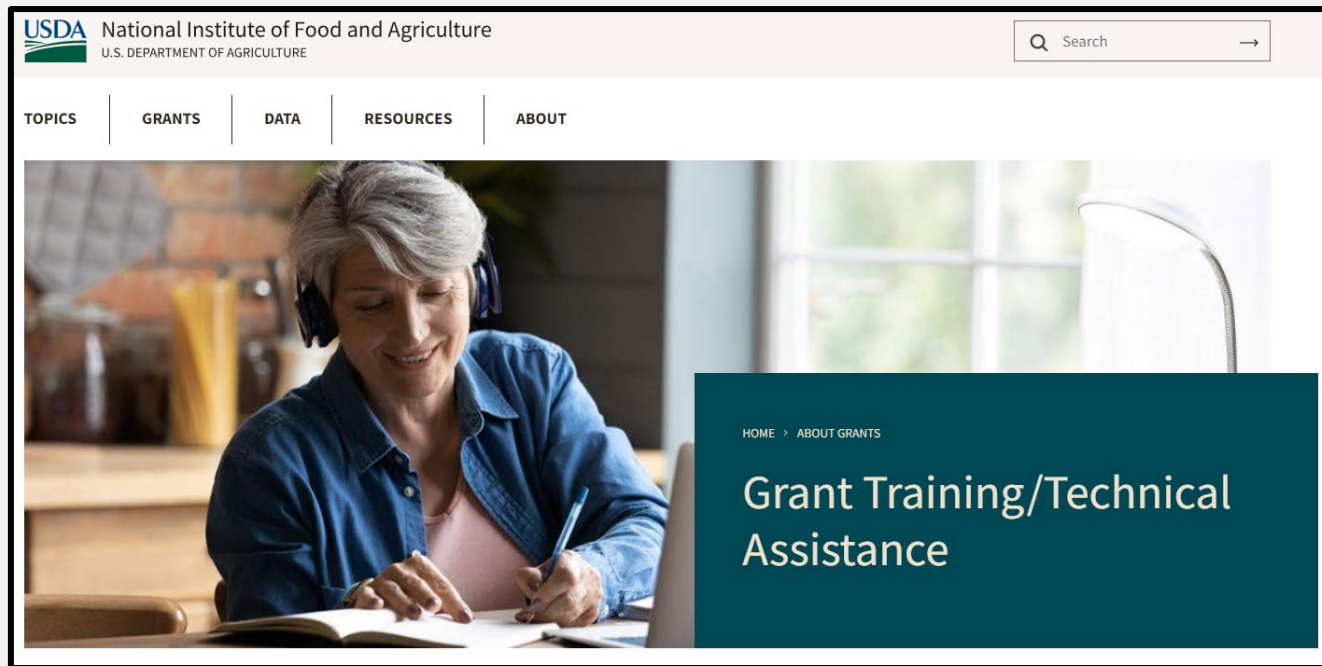 USDA
National Institute of Food and Agriculture
U.S. DEPARTMENT OF AGRICULTURE
Search →
TOPICS
GRANTS
DATA
RESOURCES
ABOUT
HOME > ABOUT GRANTS
Grant Training/Technical
Assistance